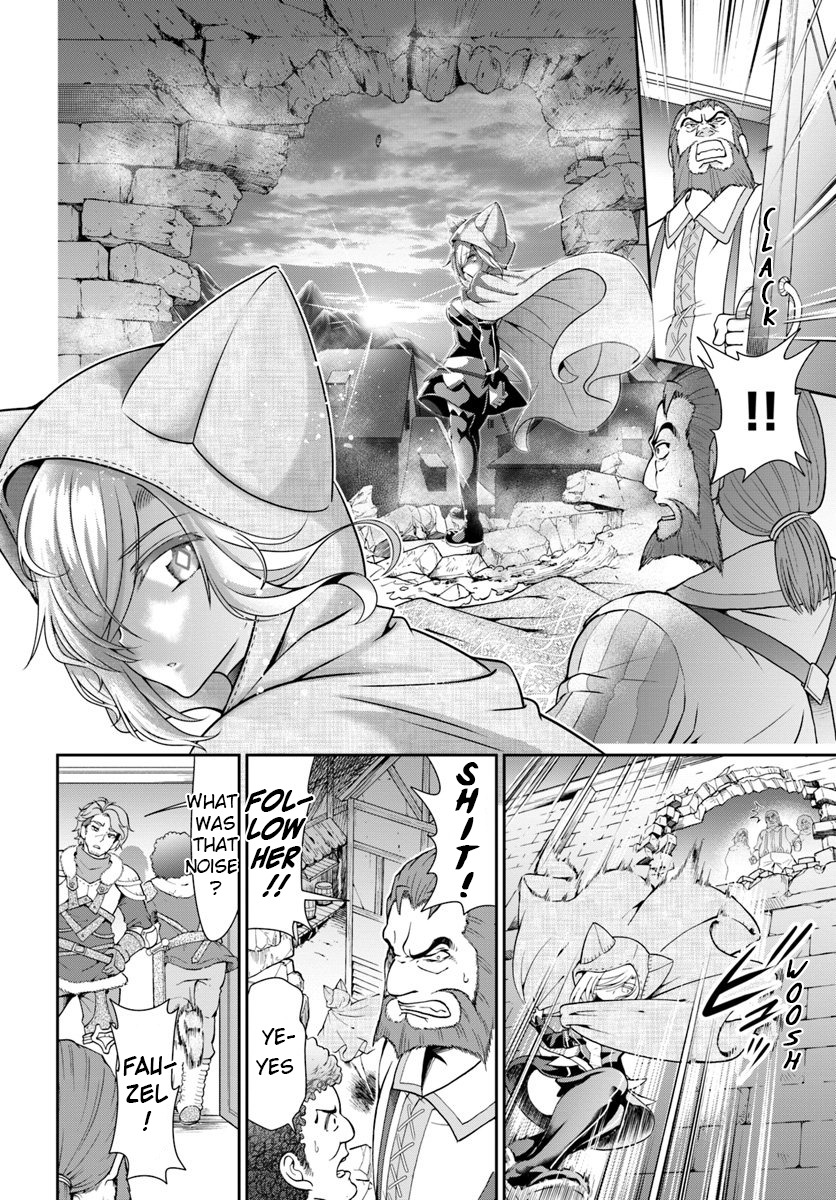 CLACK
!!
WOOSH
SHIT!
FOL-
LOW
HER
!!
YE-
YES
WHAT
WAS
THAT
NOISE
?
FAU-
ZEL
!